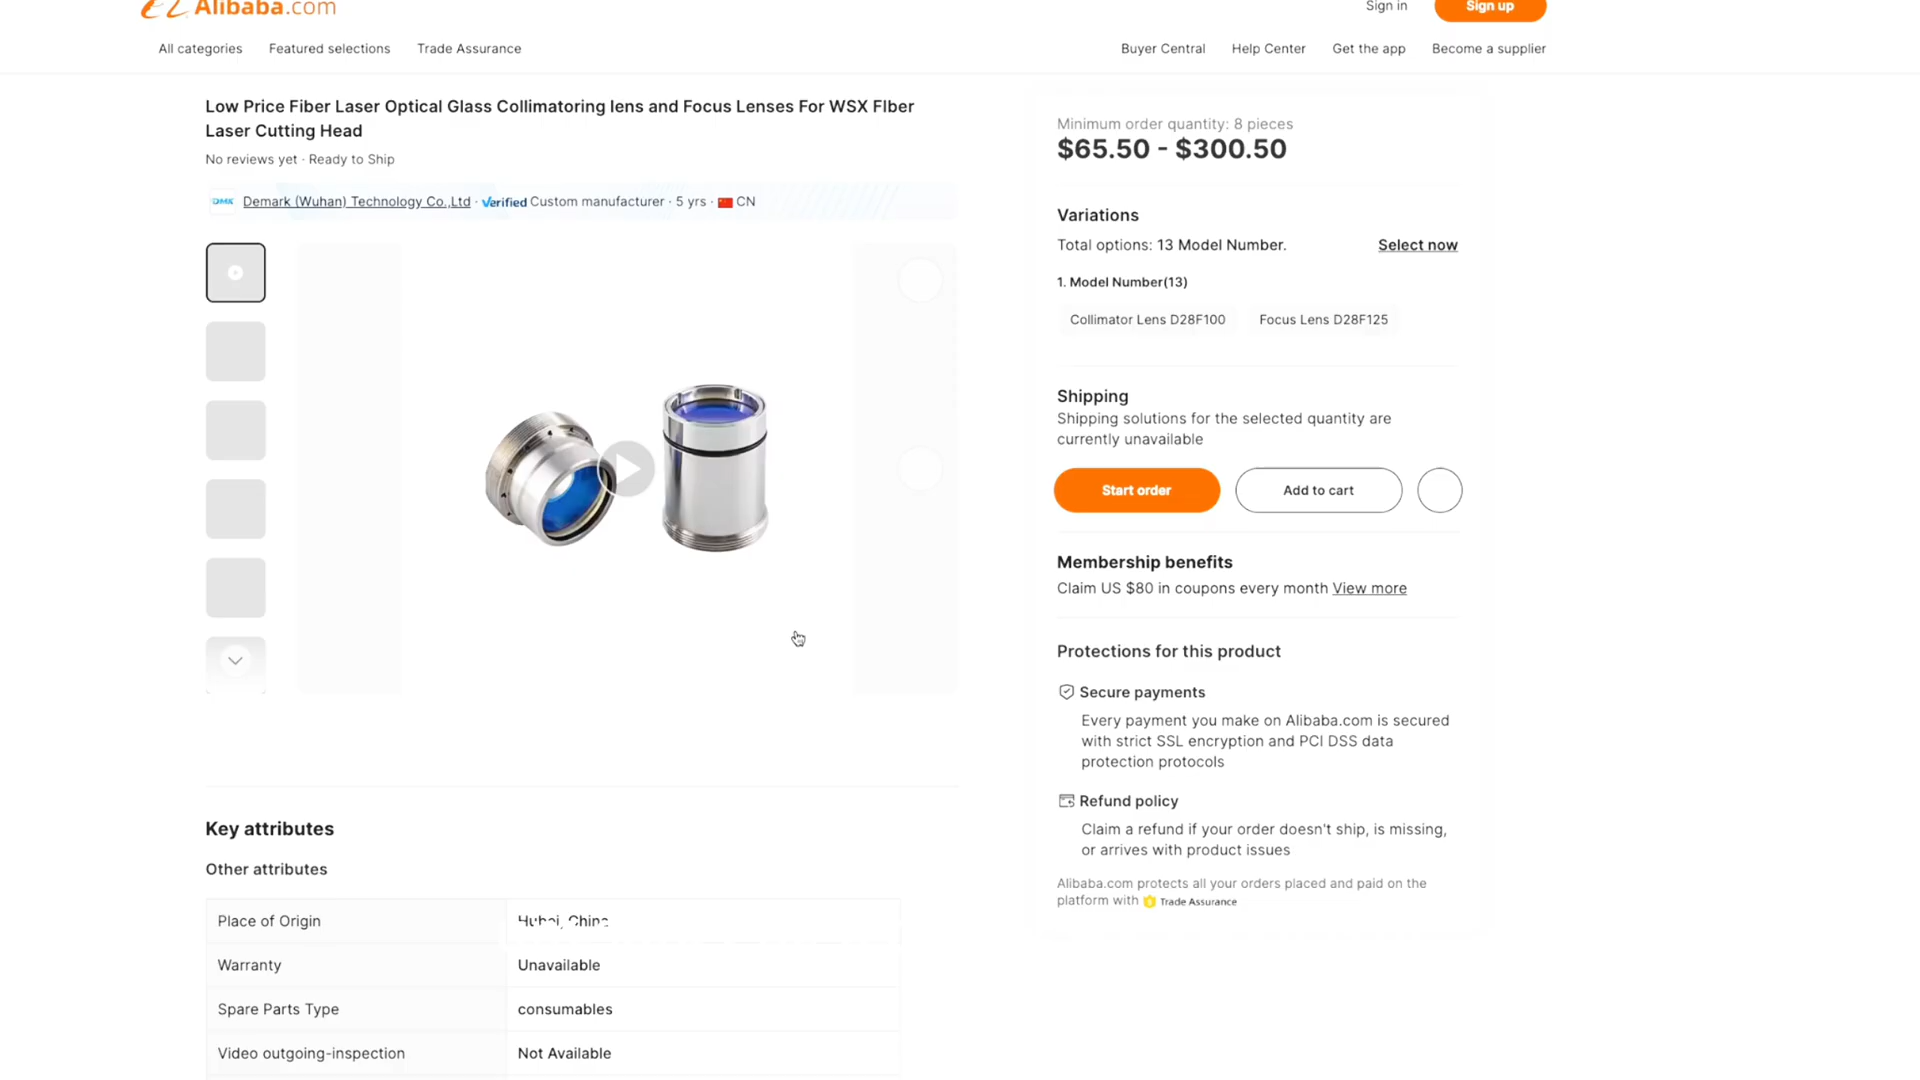 Alibaba.com
Sign in
Sign up
All categories
Featured selections
Trade Assurance
Buyer Central
Help Center
Get the app
Become a supplier
Low Price Fiber Laser Optical Glass Collimatoring lens and Focus Lenses For WSX FIber
Laser Cutting Head
No reviews yet · Ready to Ship
DMK Demark (Wuhan) Technology Co.,Ltd · Verified Custom manufacturer · 5 yrs · CN
Minimum order quantity: 8 pieces
$65.50 - $300.50
Variations
Total options: 13 Model Number.
Select now
1. Model Number(13)
Collimator Lens D28F100
Focus Lens D28F125
Shipping
Shipping solutions for the selected quantity are
currently unavailable
Start order
Add to cart
Membership benefits
Claim US $80 in coupons every month View more
Protections for this product
Secure payments
Every payment you make on Alibaba.com is secured
with strict SSL encryption and PCI DSS data
protection protocols
Refund policy
Claim a refund if your order doesn't ship, is missing,
or arrives with product issues
Alibaba.com protects all your orders placed and paid on the
platform with Trade Assurance
Key attributes
Other attributes
Place of Origin
Hubei, China
Warranty
Unavailable
Spare Parts Type
consumables
Video outgoing-inspection
Not Available